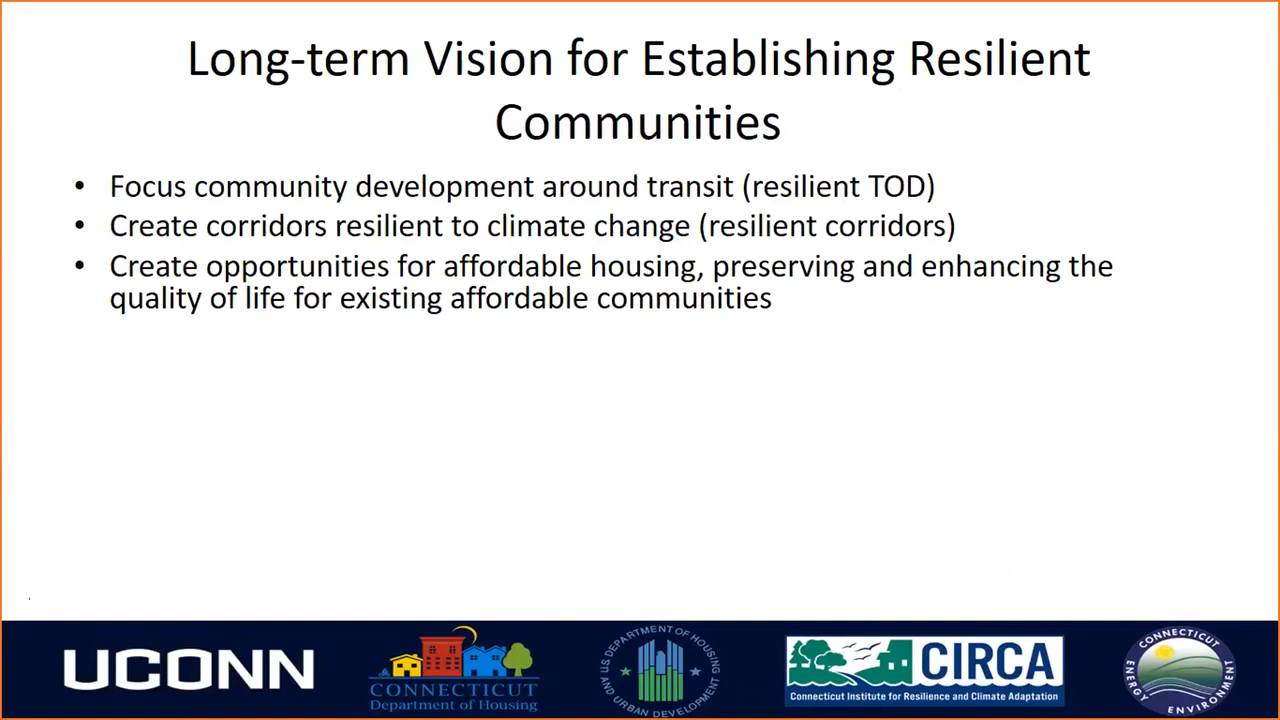 Long-term Vision for Establishing Resilient
Communities
• Focus community development around transit (resilient TOD)
• Create corridors resilient to climate change (resilient corridors)
• Create opportunities for affordable housing, preserving and enhancing the
quality of life for existing affordable communities
UCONN
CONNECTICUT
Department of Housing
U.S. DEPARTMENT OF HOUSING
AND URBAN DEVELOPMENT
CIRCA
Connecticut Institute for Resilience and Climate Adaptation
CONNECTICUT
ENERGY
ENVIRONMENT